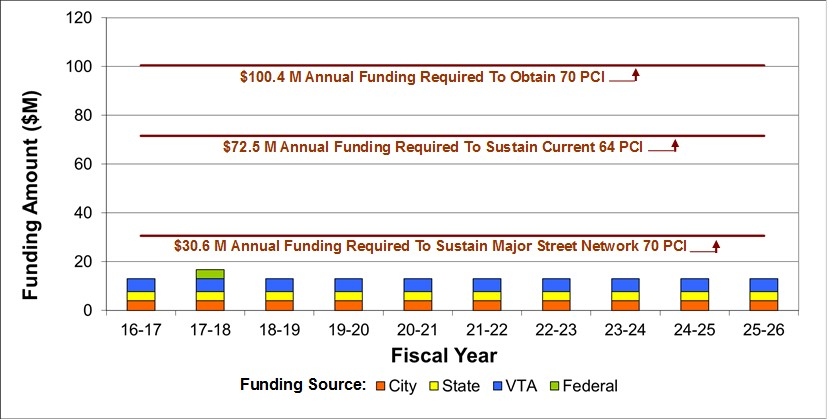 120
100
80
60
40
20
0
Funding Amount ($M)
$100.4 M Annual Funding Required To Obtain 70 PCI
$72.5 M Annual Funding Required To Sustain Current 64 PCI
$30.6 M Annual Funding Required To Sustain Major Street Network 70 PCI
16-17 17-18 18-19 19-20 20-21 21-22 22-23 23-24 24-25 25-26
Fiscal Year
Funding Source: City State VTA Federal